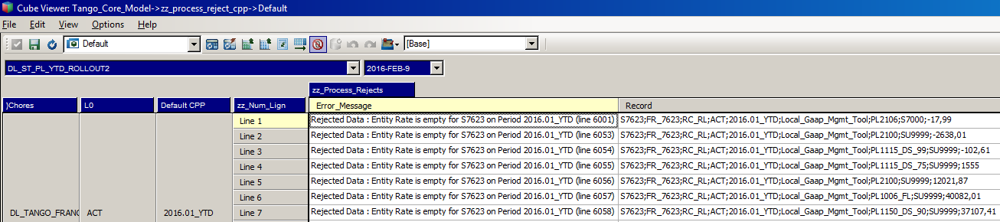 Cube Viewer: Tango_Core_Model->zz_process_reject_cpp->Default
File Edit View Options Help
Default [Base]
DL_ST_PL_YTD_ROLLOUT2 2016-FEB-9
zz_Process_Rejects
}Chores L0 Default CPP zz_Num_Lign Error_Message Record
Line 1 Rejected Data : Entity Rate is empty for S7623 on Period 2016.01_YTD (line 6001) S7623;FR_7623;RC_RL;ACT;2016.01_YTD;Local_Gaap_Mgmt_Tool;PL2106;S7000;-17,99
Line 2 Rejected Data : Entity Rate is empty for S7623 on Period 2016.01_YTD (line 6053) S7623;FR_7623;RC_RL;ACT;2016.01_YTD;Local_Gaap_Mgmt_Tool;PL2100;SU9999;-2638,01
Line 3 Rejected Data : Entity Rate is empty for S7623 on Period 2016.01_YTD (line 6054) S7623;FR_7623;RC_RL;ACT;2016.01_YTD;Local_Gaap_Mgmt_Tool;PL1115_DS_99;SU9999;-102,61
Line 4 Rejected Data : Entity Rate is empty for S7623 on Period 2016.01_YTD (line 6055) S7623;FR_7623;RC_RL;ACT;2016.01_YTD;Local_Gaap_Mgmt_Tool;PL1115_DS_75;SU9999;1555
Line 5 Rejected Data : Entity Rate is empty for S7623 on Period 2016.01_YTD (line 6056) S7623;FR_7623;RC_RL;ACT;2016.01_YTD;Local_Gaap_Mgmt_Tool;PL2100;SU9999;12021,87
Line 6 Rejected Data : Entity Rate is empty for S7623 on Period 2016.01_YTD (line 6057) S7623;FR_7623;RC_RL;ACT;2016.01_YTD;Local_Gaap_Mgmt_Tool;PL1006_FL;SU9999;40082,01
DL_TANGO_FRANC ACT 2016.01_YTD Line 7 Rejected Data : Entity Rate is empty for S7623 on Period 2016.01_YTD (line 6058) S7623;FR_7623;RC_RL;ACT;2016.01_YTD;Local_Gaap_Mgmt_Tool;PL1150_DS_90;SU9999;37107,41